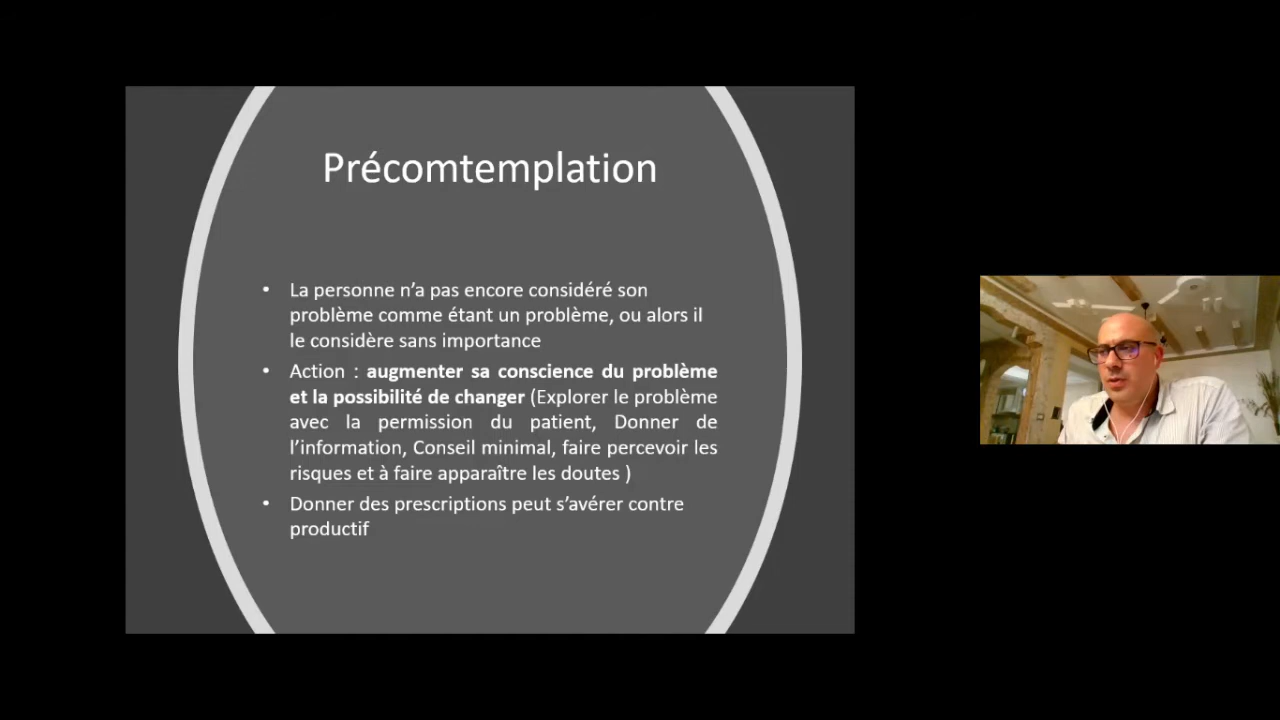 Précomtemplation
• La personne n’a pas encore considéré son
problème comme étant un problème, ou alors il
le considère sans importance
• Action : augmenter sa conscience du problème
et la possibilité de changer (Explorer le problème
avec la permission du patient, Donner de
l’information, Conseil minimal, faire percevoir les
risques et à faire apparaître les doutes )
• Donner des prescriptions peut s’avérer contre
productif